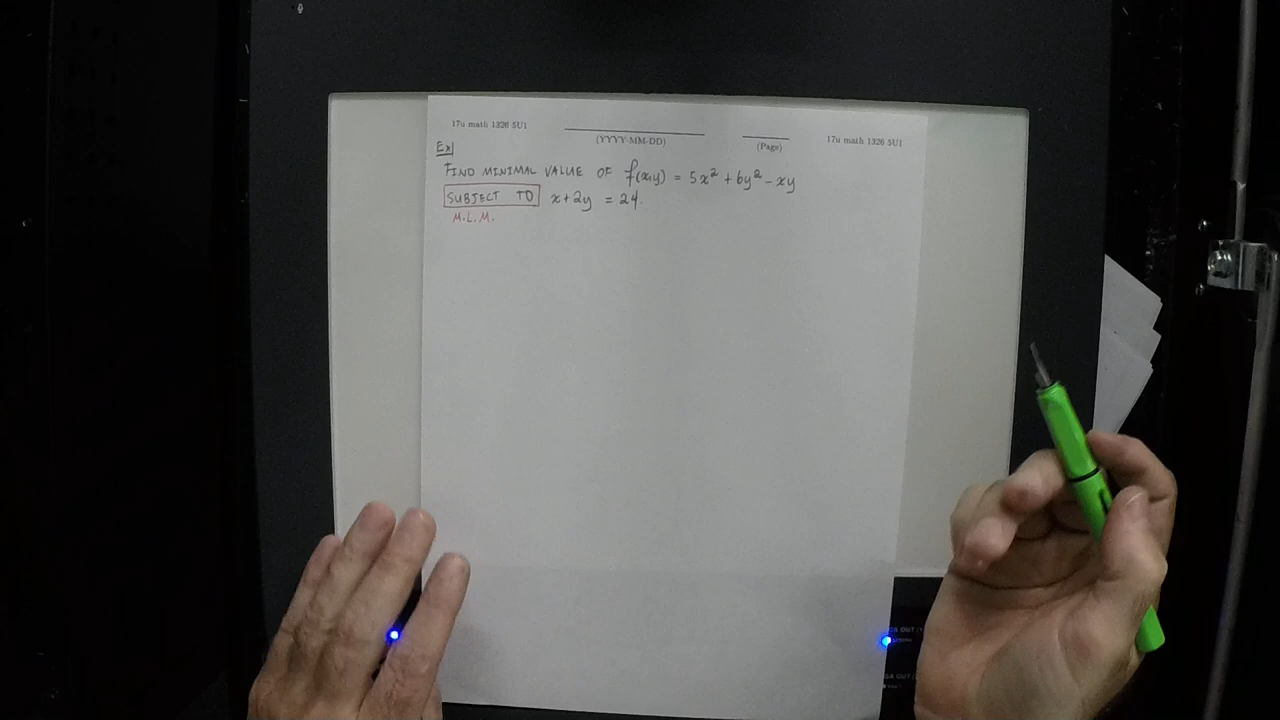 17u math 1326 5U1
(YYYY-MM-DD)
(Page)
17u math 1326 5U1
Ex
FIND MINIMAL VALUE OF f(x,y) = 5x² + 6y² - xy
SUBJECT TO x + 2y = 24.
M.L.M.